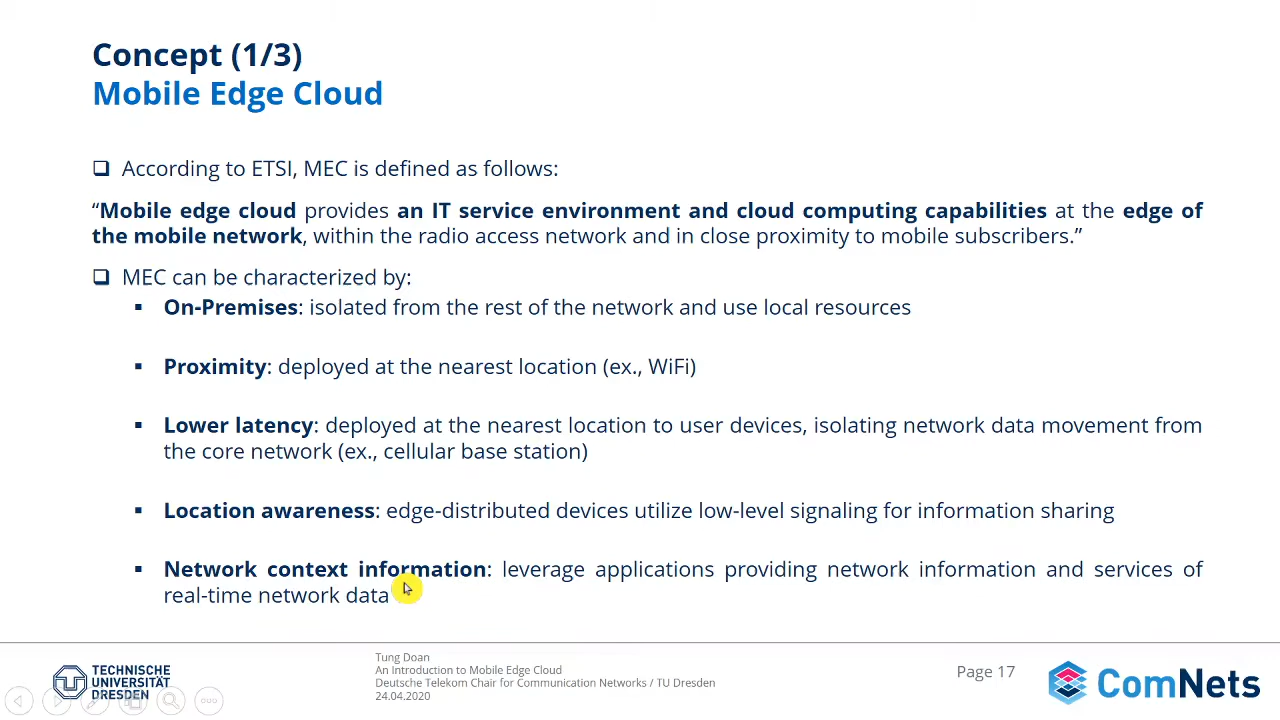 Concept (1/3)
Mobile Edge Cloud
According to ETSI, MEC is defined as follows:
“Mobile edge cloud provides an IT service environment and cloud computing capabilities at the edge of
the mobile network, within the radio access network and in close proximity to mobile subscribers.”
MEC can be characterized by:
On-Premises: isolated from the rest of the network and use local resources
Proximity: deployed at the nearest location (ex., WiFi)
Lower latency: deployed at the nearest location to user devices, isolating network data movement from
the core network (ex., cellular base station)
Location awareness: edge-distributed devices utilize low-level signaling for information sharing
Network context information: leverage applications providing network information and services of
real-time network data
TECHNISCHE
UNIVERSITÄT
DRESDEN
Tung Doan
An Introduction to Mobile Edge Cloud
Deutsche Telekom Chair for Communication Networks / TU Dresden
24.04.2020
Page 17
ComNets